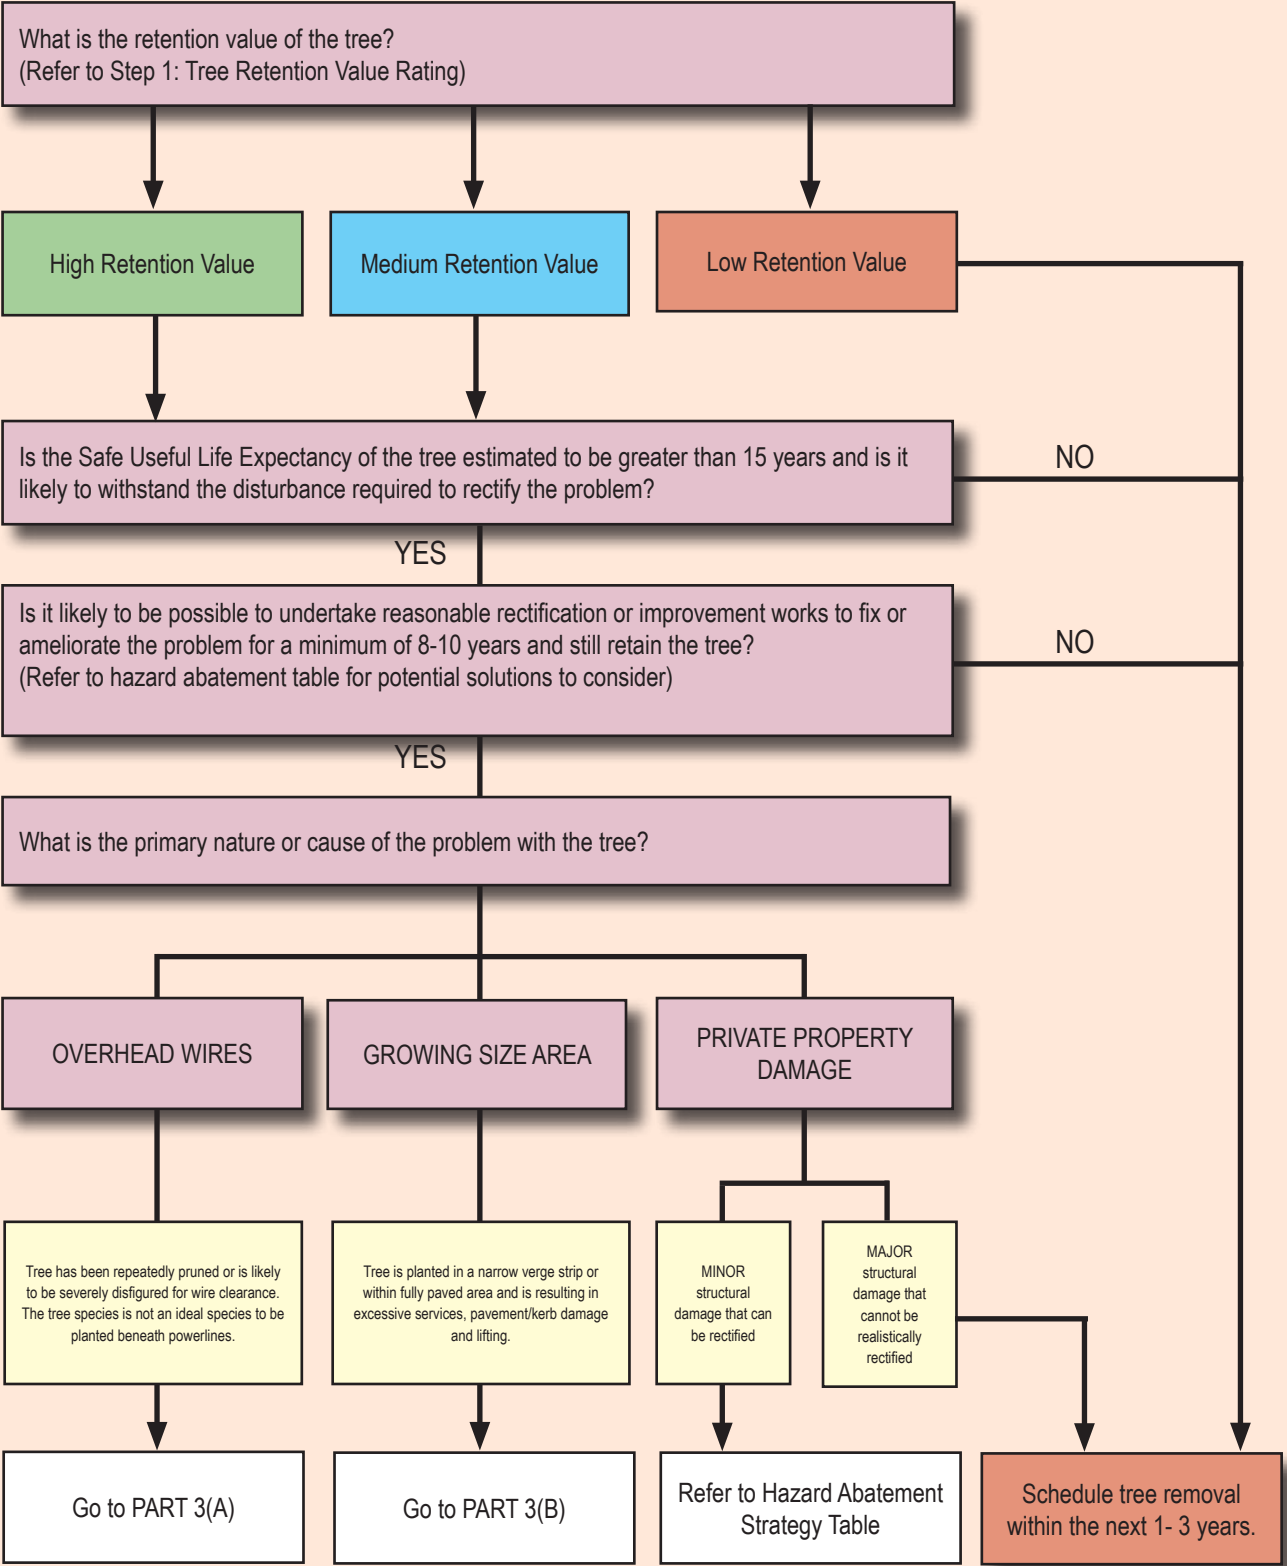 What is the retention value of the tree?
(Refer to Step 1: Tree Retention Value Rating)
High Retention Value
Medium Retention Value
Low Retention Value
Is the Safe Useful Life Expectancy of the tree estimated to be greater than 15 years and is it
likely to withstand the disturbance required to rectify the problem?
NO
YES
Is it likely to be possible to undertake reasonable rectification or improvement works to fix or
ameliorate the problem for a minimum of 8-10 years and still retain the tree?
(Refer to hazard abatement table for potential solutions to consider)
NO
YES
What is the primary nature or cause of the problem with the tree?
OVERHEAD WIRES
GROWING SIZE AREA
PRIVATE PROPERTY
DAMAGE
Tree has been repeatedly pruned or is likely
to be severely disfigured for wire clearance.
The tree species is not an ideal species to be
planted beneath powerlines.
Tree is planted in a narrow verge strip or
within fully paved area and is resulting in
excessive services, pavement/kerb damage
and lifting.
MINOR
structural
damage that can
be rectified
MAJOR
structural
damage that
cannot be
realistically
rectified
Go to PART 3(A)
Go to PART 3(B)
Refer to Hazard Abatement
Strategy Table
Schedule tree removal
within the next 1- 3 years.